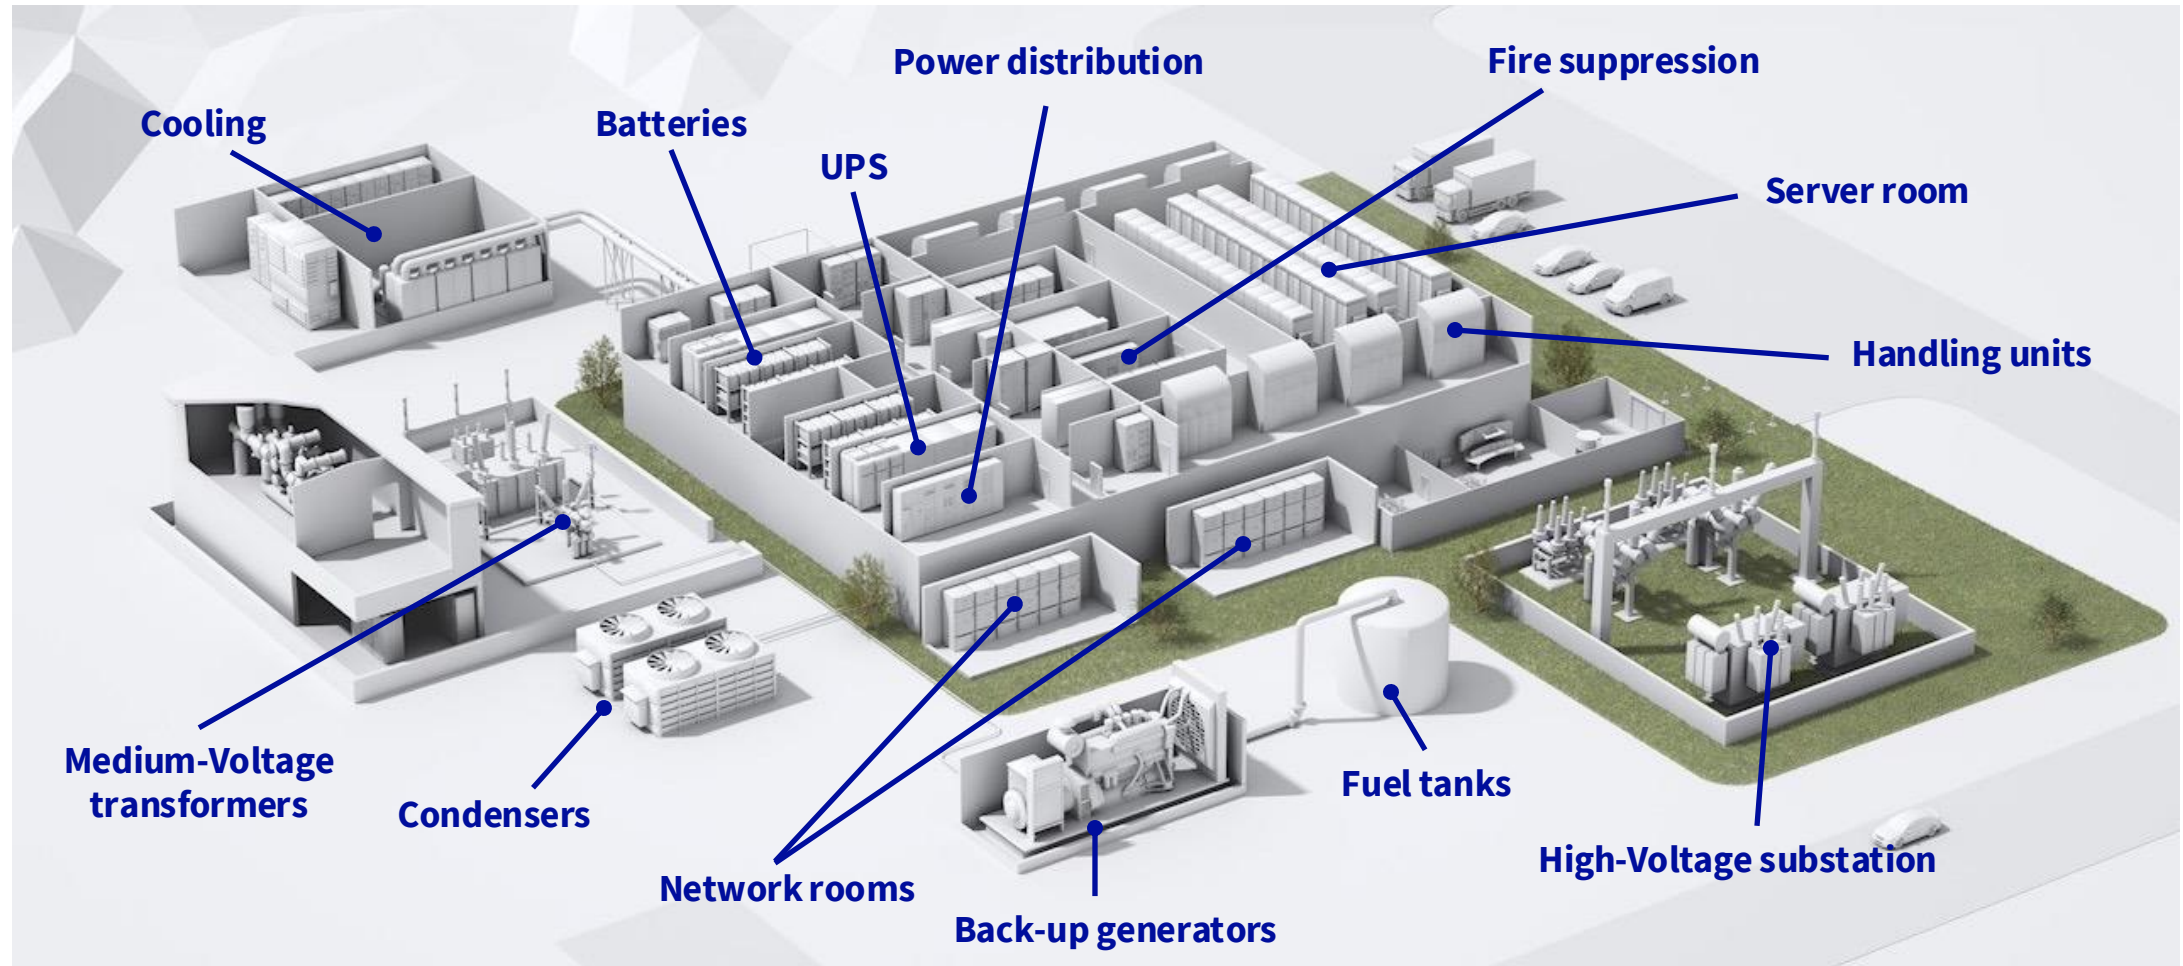 Power distribution
Fire suppression
Cooling
Batteries
UPS
Server room
Handling units
Medium-Voltage
transformers
Condensers
Fuel tanks
High-Voltage substation
Network rooms
Back-up generators